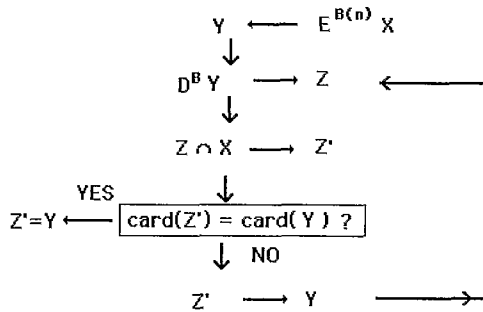 Y ← E^B(n) X
D^B Y → Z
Z ∩ X → Z'
YES
Z'=Y ← card(Z') = card(Y) ?
NO
Z' → Y